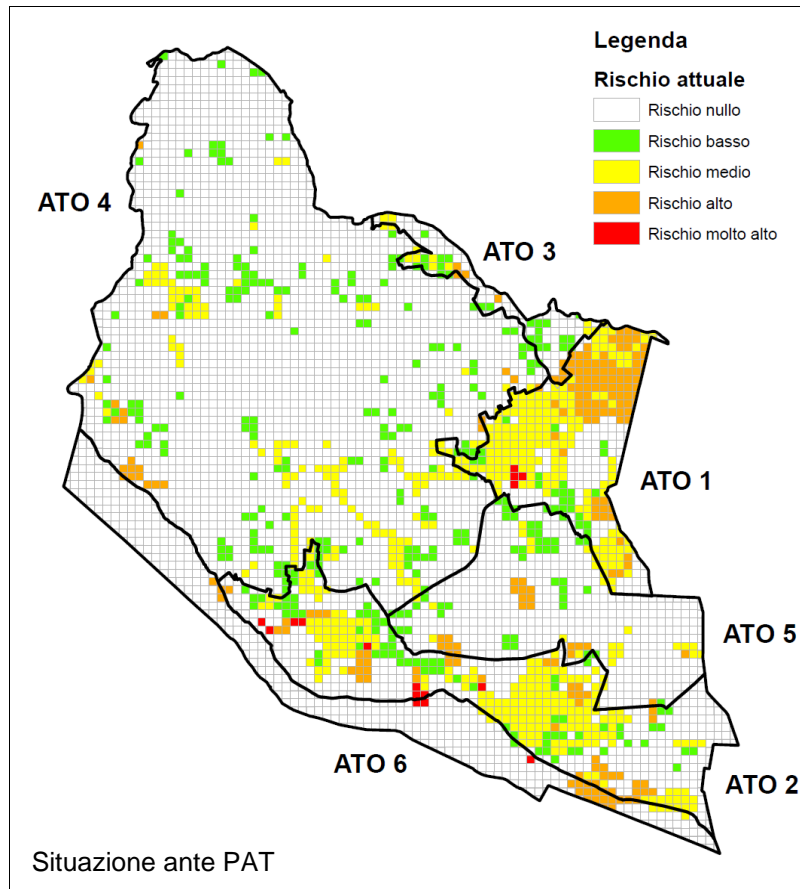 Legenda
Rischio attuale
Rischio nullo
Rischio basso
Rischio medio
Rischio alto
Rischio molto alto
ATO 4
ATO 3
ATO 1
ATO 5
ATO 6
ATO 2
Situazione ante PAT